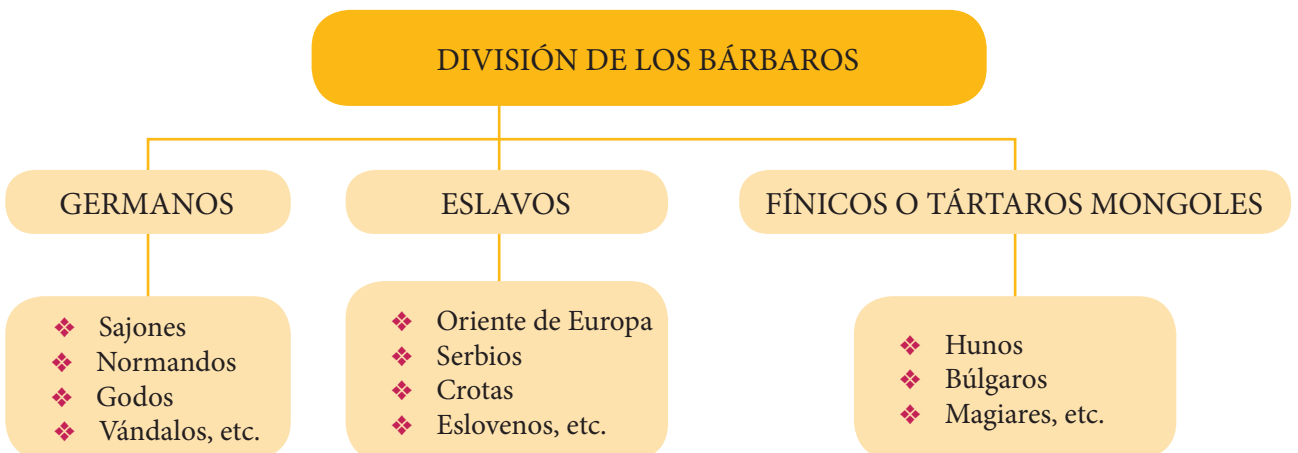 DIVISIÓN DE LOS BÁRBAROS
GERMANOS
❖ Sajones
❖ Normandos
❖ Godos
❖ Vándalos, etc.
ESLAVOS
❖ Oriente de Europa
❖ Serbios
❖ Crotas
❖ Eslovenos, etc.
FÍNICOS O TÁRTAROS MONGOLES
❖ Hunos
❖ Búlgaros
❖ Magiares, etc.